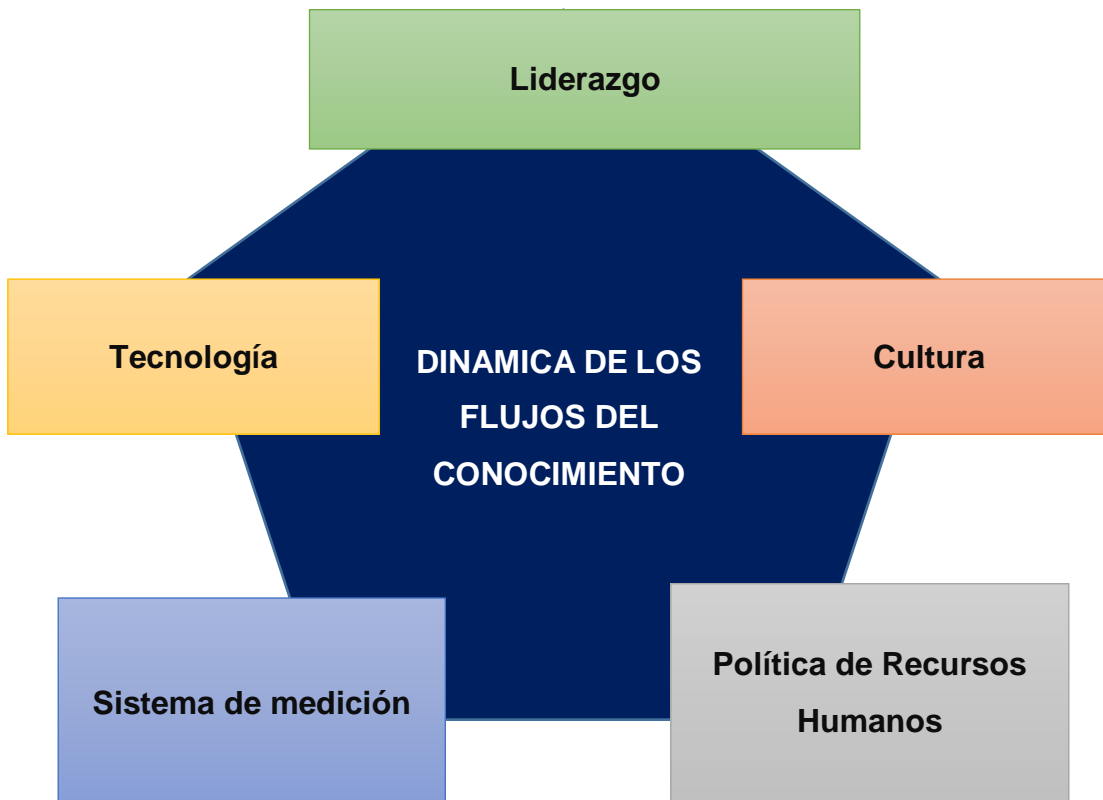 Liderazgo
Tecnología
DINAMICA DE LOS
FLUJOS DEL
CONOCIMIENTO
Cultura
Sistema de medición
Política de Recursos
Humanos